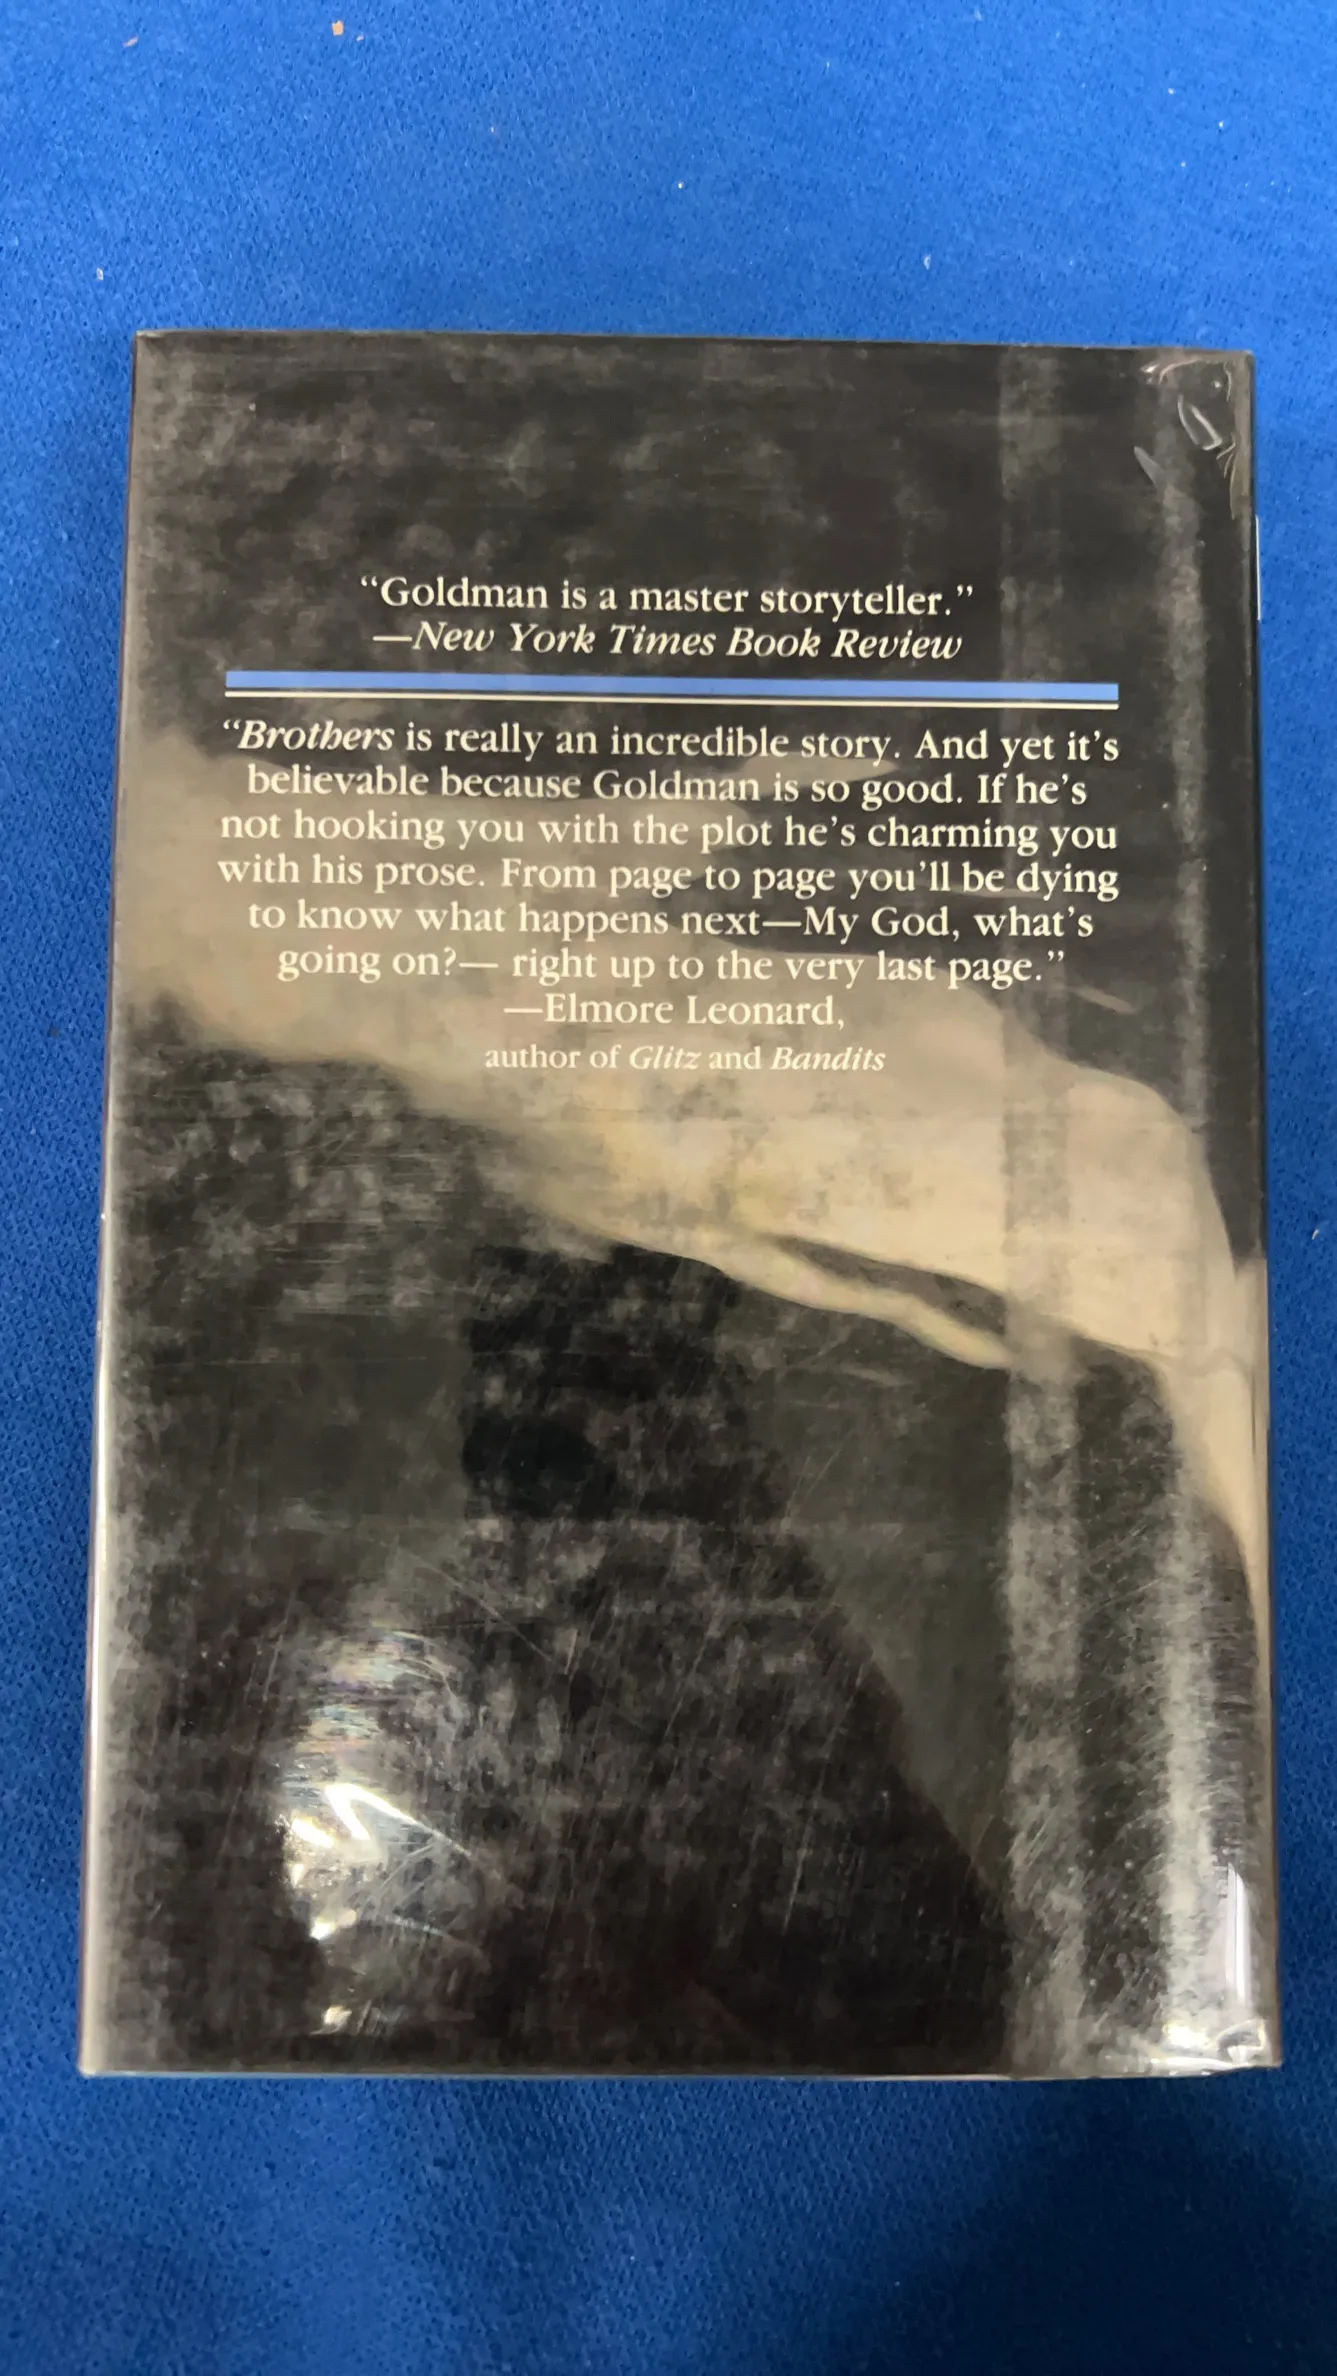 “Goldman is a master storyteller.”
—New York Times Book Review
“Brothers is really an incredible story. And yet it’s
believable because Goldman is so good. If he’s
not hooking you with the plot he’s charming you
with his prose. From page to page you’ll be dying
to know what happens next—My God, what’s
going on?— right up to the very last page.”
—Elmore Leonard,
author of Glitz and Bandits